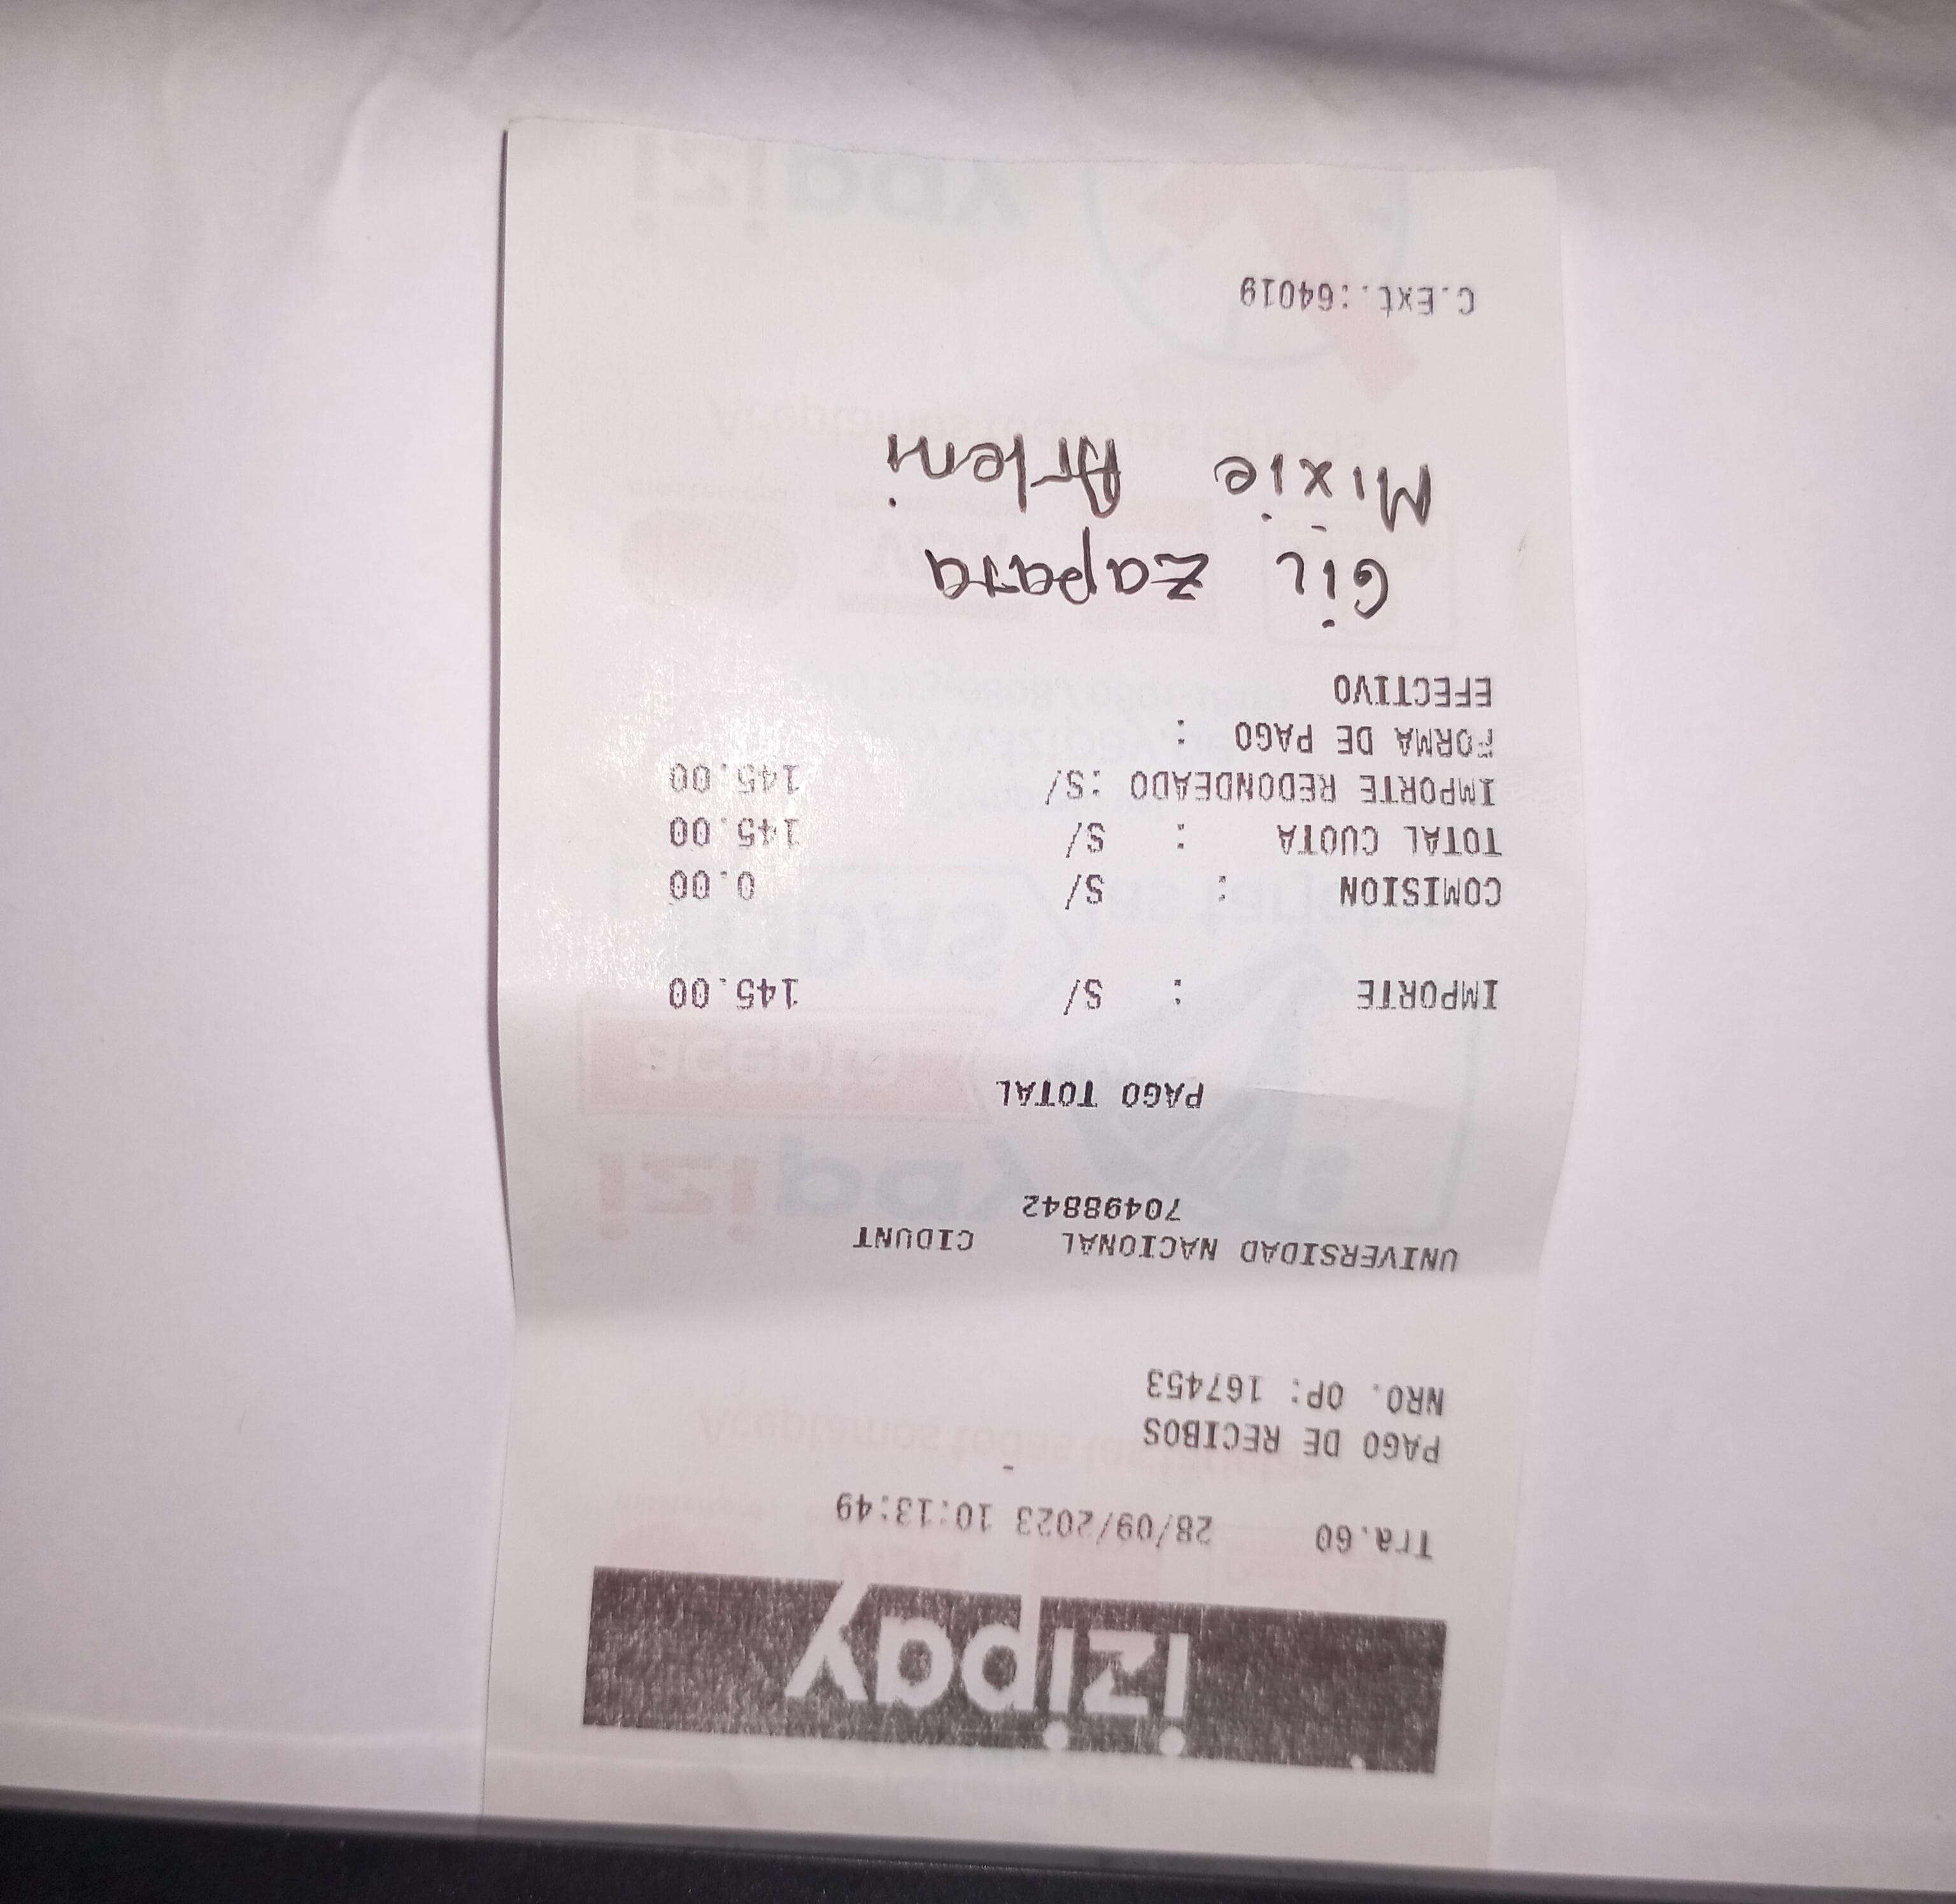 izipay
Tra.60 28/09/2023 10:13:49
-
PAGO DE RECIBOS
NRO. OP: 167453
UNIVERSIDAD NACIONAL CIDUNT
70498842
PAGO TOTAL
IMPORTE : S/ 145.00
COMISION : S/ 0.00
TOTAL CUOTA : S/ 145.00
IMPORTE REDONDEADO :S/ 145.00
FORMA DE PAGO :
EFECTIVO
Gil Zapata
Mixie Arleni
C.Ext.:64019